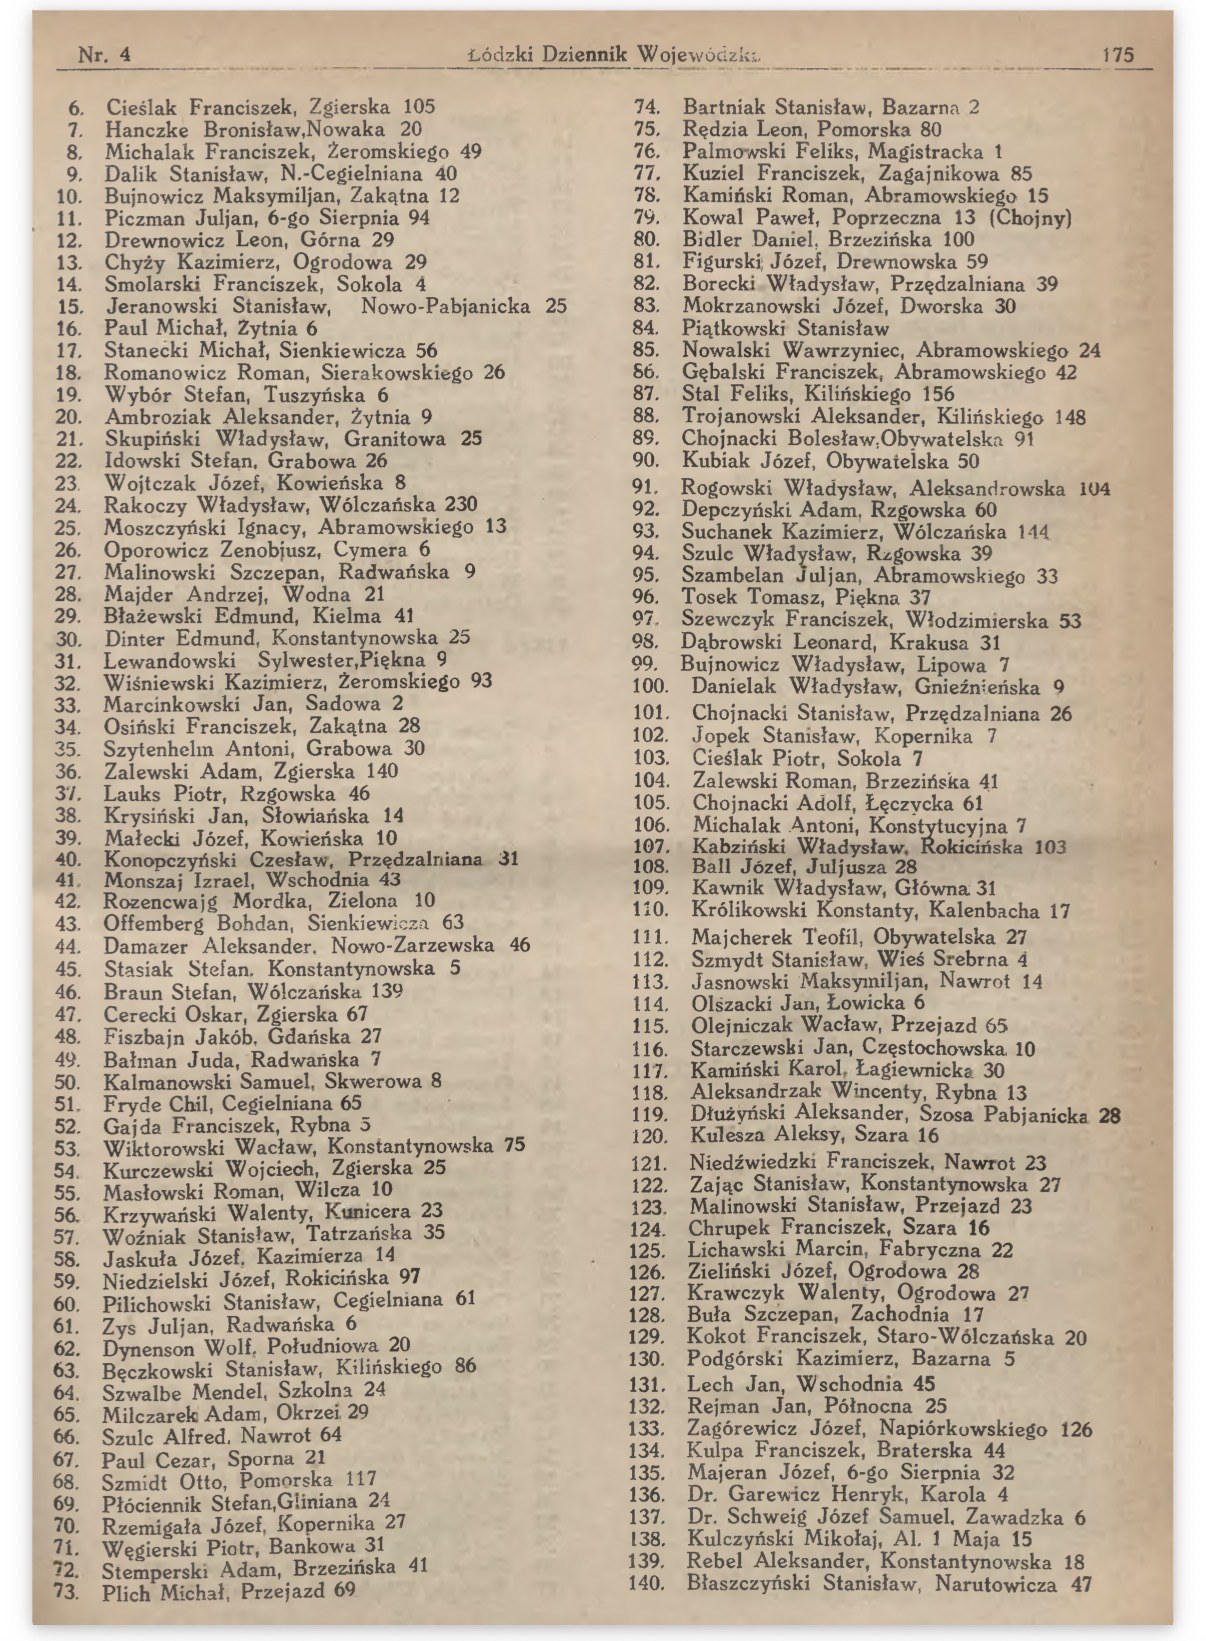 Nr. 4
Łódzki Dziennik Wojewódzki.
175
6. Cieślak Franciszek, Zgierska 105
7. Hanczke Bronisław,Nowaka 20
8. Michalak Franciszek, Żeromskiego 49
9. Dalik Stanisław, N.-Cegielniana 40
10. Bujnowicz Maksymiljan, Zakątna 12
11. Piczman Juljan, 6-go Sierpnia 94
12. Drewnowicz Leon, Górna 29
13. Chyży Kazimierz, Ogrodowa 29
14. Smolarski Franciszek, Sokola 4
15. Jeranowski Stanisław, Nowo-Pabjanicka 25
16. Paul Michał, Żytnia 6
17. Stanecki Michał, Sienkiewicza 56
18. Romanowicz Roman, Sierakowskiego 26
19. Wybór Stefan, Tuszyńska 6
20. Ambroziak Aleksander, Żytnia 9
21. Skupiński Władysław, Granitowa 25
22. Idowski Stefan, Grabowa 26
23. Wojtczak Józef, Kowieńska 8
24. Rakoczy Władysław, Wólczańska 230
25. Moszczyński Ignacy, Abramowskiego 13
26. Oporowicz Zenobjusz, Cymera 6
27. Malinowski Szczepan, Radwańska 9
28. Majder Andrzej, Wodna 21
29. Błażewski Edmund, Kielma 41
30. Dinter Edmund, Konstantynowska 25
31. Lewandowski Sylwester,Piękna 9
32. Wiśniewski Kazimierz, Żeromskiego 93
33. Marcinkowski Jan, Sadowa 2
34. Osiński Franciszek, Zakątna 28
35. Szytenhelm Antoni, Grabowa 30
36. Zalewski Adam, Zgierska 140
37. Lauks Piotr, Rzgowska 46
38. Krysiński Jan, Słowiańska 14
39. Małecki Józef, Kowieńska 10
40. Konopczyński Czesław, Przędzalniana 31
41. Monszaj Izrael, Wschodnia 43
42. Rozencwajg Mordka, Zielona 10
43. Offemberg Bohdan, Sienkiewicza 63
44. Damazer Aleksander. Nowo-Zarzewska 46
45. Stasiak Stefan. Konstantynowska 5
46. Braun Stefan, Wólczańska 139
47. Cerecki Oskar, Zgierska 67
48. Fiszbajn Jakób, Gdańska 27
49. Bałman Juda, Radwańska 7
50. Kalmanowski Samuel, Skwerowa 8
51. Fryde Chil, Cegielniana 65
52. Gajda Franciszek, Rybna 5
53. Wiktorowski Wacław, Konstantynowska 75
54. Kurczewski Wojciech, Zgierska 25
55. Masłowski Roman, Wilcza 10
56. Krzywański Walenty, Kunicera 23
57. Woźniak Stanisław, Tatrzańska 35
58. Jaskuła Józef. Kazimierza 14
59. Niedzielski Józef, Rokicińska 97
60. Pilichowski Stanisław, Cegielniana 61
61. Zys Juljan, Radwańska 6
62. Dynenson Wolf, Południowa 20
63. Bęczkowski Stanisław, Kilińskiego 86
64. Szwalbe Mendel, Szkolna 24
65. Milczarek Adam, Okrzei 29
66. Szulc Alfred. Nawrot 64
67. Paul Cezar, Sporna 21
68. Szmidt Otto, Pomorska 117
69. Płóciennik Stefan,Gliniana 24
70. Rzemigała Józef, Kopernika 27
71. Węgierski Piotr, Bankowa 31
72. Stemperski Adam, Brzezińska 41
73. Plich Michał, Przejazd 69
74. Bartniak Stanisław, Bazarna 2
75. Rędzia Leon, Pomorska 80
76. Palmowski Feliks, Magistracka 1
77. Kuziel Franciszek, Zagajnikowa 85
78. Kamiński Roman, Abramowskiego 15
79. Kowal Paweł, Poprzeczna 13 (Chojny)
80. Bidler Daniel, Brzezińska 100
81. Figurski Józef, Drewnowska 59
82. Borecki Władysław, Przędzalniana 39
83. Mokrzanowski Józef, Dworska 30
84. Piątkowski Stanisław
85. Nowalski Wawrzyniec, Abramowskiego 24
86. Gębalski Franciszek, Abramowskiego 42
87. Stal Feliks, Kilińskiego 156
88. Trojanowski Aleksander, Kilińskiego 148
89. Chojnacki Bolesław,Obywatelska 91
90. Kubiak Józef, Obywatelska 50
91. Rogowski Władysław, Aleksandrowska 104
92. Depczyński Adam, Rzgowska 60
93. Suchanek Kazimierz, Wólczańska 144
94. Szulc Władysław, Rzgowska 39
95. Szambelan Juljan, Abramowskiego 33
96. Tosek Tomasz, Piękna 37
97. Szewczyk Franciszek, Włodzimierska 53
98. Dąbrowski Leonard, Krakusa 31
99. Bujnowicz Władysław, Lipowa 7
100. Danielak Władysław, Gnieźnieńska 9
101. Chojnacki Stanisław, Przędzalniana 26
102. Jopek Stanisław, Kopernika 7
103. Cieślak Piotr, Sokola 7
104. Zalewski Roman, Brzezińska 41
105. Chojnacki Adolf, Łęczycka 61
106. Michalak Antoni, Konstytucyjna 7
107. Kabziński Władysław, Rokicińska 103
108. Ball Józef, Juljusza 28
109. Kawnik Władysław, Główna 31
110. Królikowski Konstanty, Kalenbacha 17
111. Majcherek Teofil, Obywatelska 27
112. Szmydt Stanisław, Wieś Srebrna 4
113. Jasnowski Maksymiljan, Nawrot 14
114. Olszacki Jan, Łowicka 6
115. Olejniczak Wacław, Przejazd 65
116. Starczewski Jan, Częstochowska 10
117. Kamiński Karol, Łagiewnicka 30
118. Aleksandrzak Wincenty, Rybna 13
119. Dłużyński Aleksander, Szosa Pabjanicka 28
120. Kulesza Aleksy, Szara 16
121. Niedźwiedzki Franciszek, Nawrot 23
122. Zając Stanisław, Konstantynowska 27
123. Malinowski Stanisław, Przejazd 23
124. Chrupek Franciszek, Szara 16
125. Lichawski Marcin, Fabryczna 22
126. Zieliński Józef, Ogrodowa 28
127. Krawczyk Walenty, Ogrodowa 27
128. Buła Szczepan, Zachodnia 17
129. Kokot Franciszek, Staro-Wólczańska 20
130. Podgórski Kazimierz, Bazarna 5
131. Lech Jan, Wschodnia 45
132. Rejman Jan, Północna 25
133. Zagórewicz Józef, Napiórkowskiego 126
134. Kulpa Franciszek, Braterska 44
135. Majeran Józef, 6-go Sierpnia 32
136. Dr. Garewicz Henryk, Karola 4
137. Dr. Schweig Józef Samuel, Zawadzka 6
138. Kulczyński Mikołaj, Al. 1 Maja 15
139. Rebel Aleksander, Konstantynowska 18
140. Błaszczyński Stanisław, Narutowicza 47